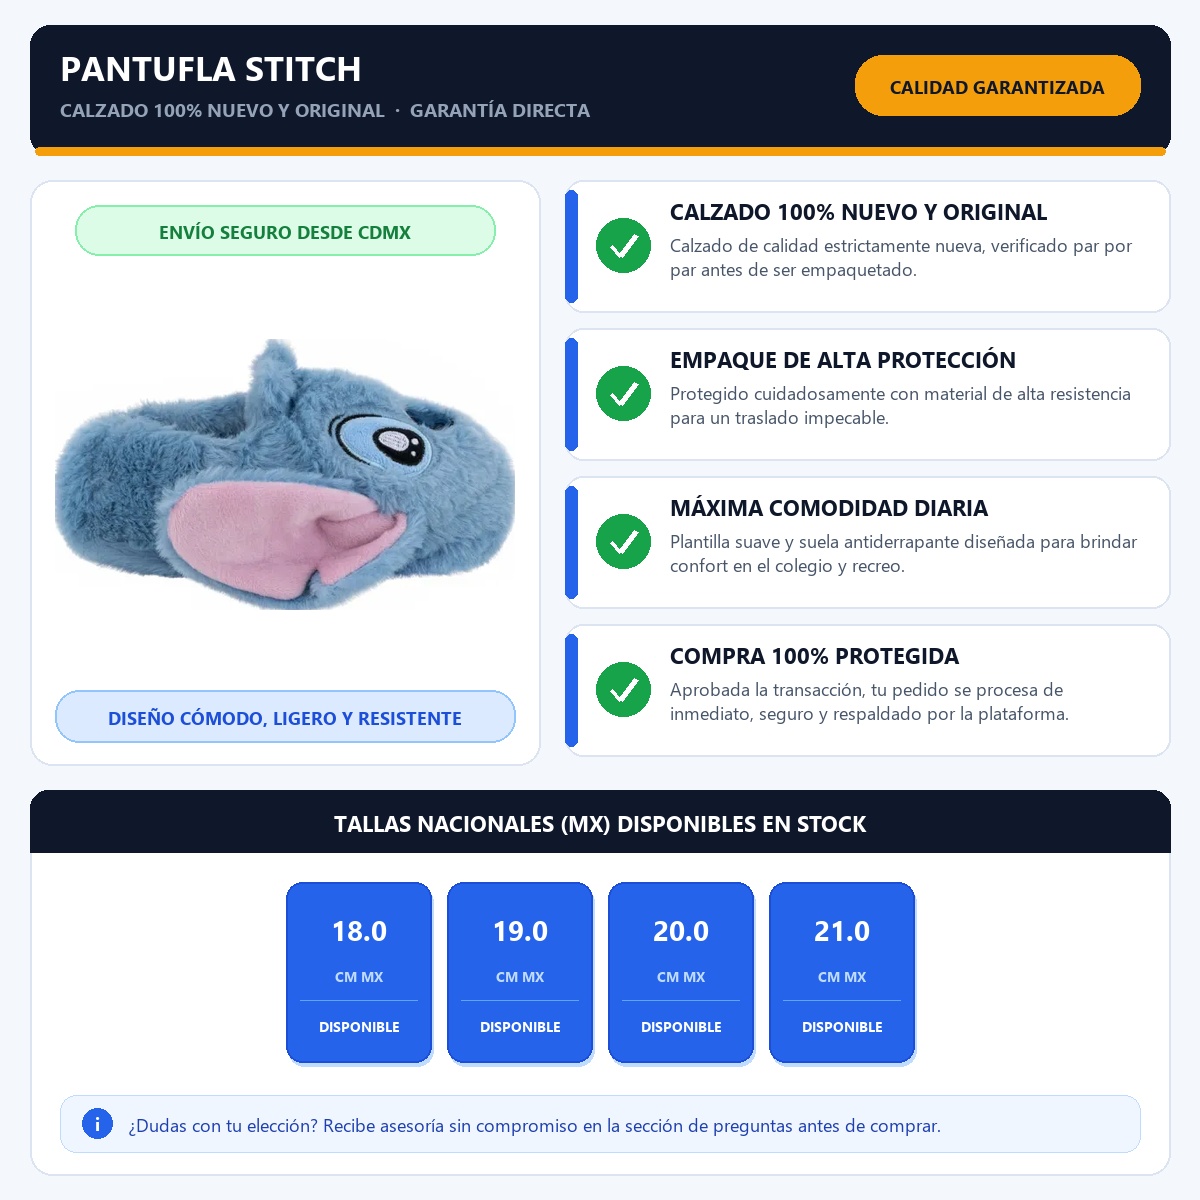 PANTUFLA STITCH
CALZADO 100% NUEVO Y ORIGINAL · GARANTÍA DIRECTA
CALIDAD GARANTIZADA
ENVÍO SEGURO DESDE CDMX
DISEÑO CÓMODO, LIGERO Y RESISTENTE
CALZADO 100% NUEVO Y ORIGINAL
Calzado de calidad estrictamente nueva, verificado par por
par antes de ser empaquetado.
EMPAQUE DE ALTA PROTECCIÓN
Protegido cuidadosamente con material de alta resistencia
para un traslado impecable.
MÁXIMA COMODIDAD DIARIA
Plantilla suave y suela antiderrapante diseñada para brindar
confort en el colegio y recreo.
COMPRA 100% PROTEGIDA
Aprobada la transacción, tu pedido se procesa de
inmediato, seguro y respaldado por la plataforma.
TALLAS NACIONALES (MX) DISPONIBLES EN STOCK
18.0
CM MX
DISPONIBLE
19.0
CM MX
DISPONIBLE
20.0
CM MX
DISPONIBLE
21.0
CM MX
DISPONIBLE
¿Dudas con tu elección? Recibe asesoría sin compromiso en la sección de preguntas antes de comprar.